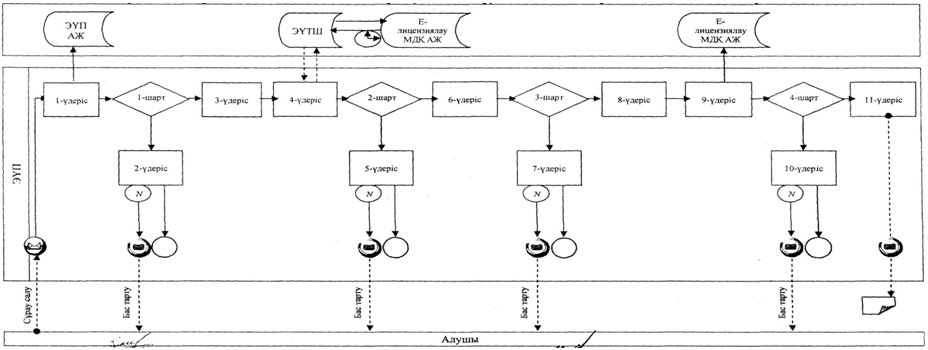 ЭҮП
АЖ
ЭҮТШ
Е-
лицензиялау
МДҚ АЖ
Е-
лицензиялау
МДҚ АЖ
ЭҮП
1-үдеріс
1-шарт
3-үдеріс
4-үдеріс
2-шарт
6-үдеріс
3-шарт
8-үдеріс
9-үдеріс
4-шарт
11-үдеріс
2-үдеріс
5-үдеріс
7-үдеріс
10-үдеріс
N
N
N
N
Сұрау салу
Бас тарту
Бас тарту
Бас тарту
Бас тарту
Алушы